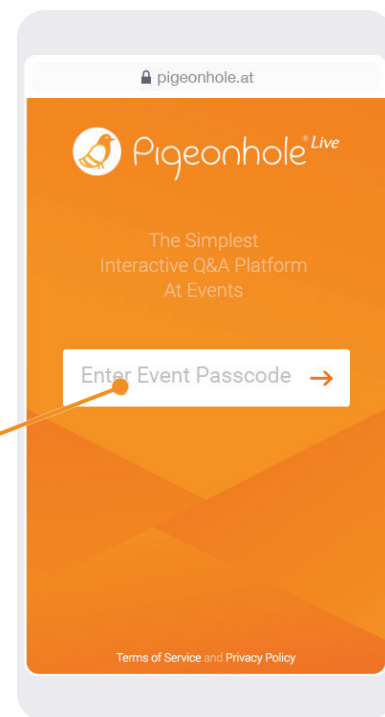 pigeonhole.at
Pigeonhole® Live
The Simplest
Interactive Q&A Platform
At Events
Enter Event Passcode
Terms of Service and Privacy Policy